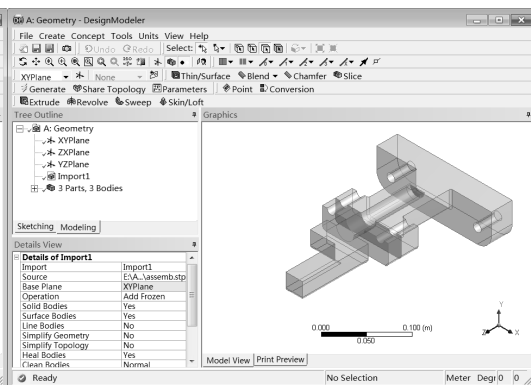 A: Geometry - DesignModeler
File Create Concept Tools Units View Help
Undo Redo Select:
XYPlane None Thin/Surface Blend Chamfer Slice
Generate Share Topology Parameters Point Conversion
Extrude Revolve Sweep Skin/Loft
Tree Outline
A: Geometry
XYPlane
ZXPlane
YZPlane
Import1
3 Parts, 3 Bodies
Sketching Modeling
Details View
Details of Import1
Import Import1
Source E:\A...\assemb.stp
Base Plane XYPlane
Operation Add Frozen
Solid Bodies Yes
Surface Bodies Yes
Line Bodies No
Simplify Geometry No
Simplify Topology No
Heal Bodies Yes
Clean Bodies Normal
Graphics
0.000 0.100 (m)
0.050
Y
Z X
Model View Print Preview
Ready No Selection Meter Degr 0 0